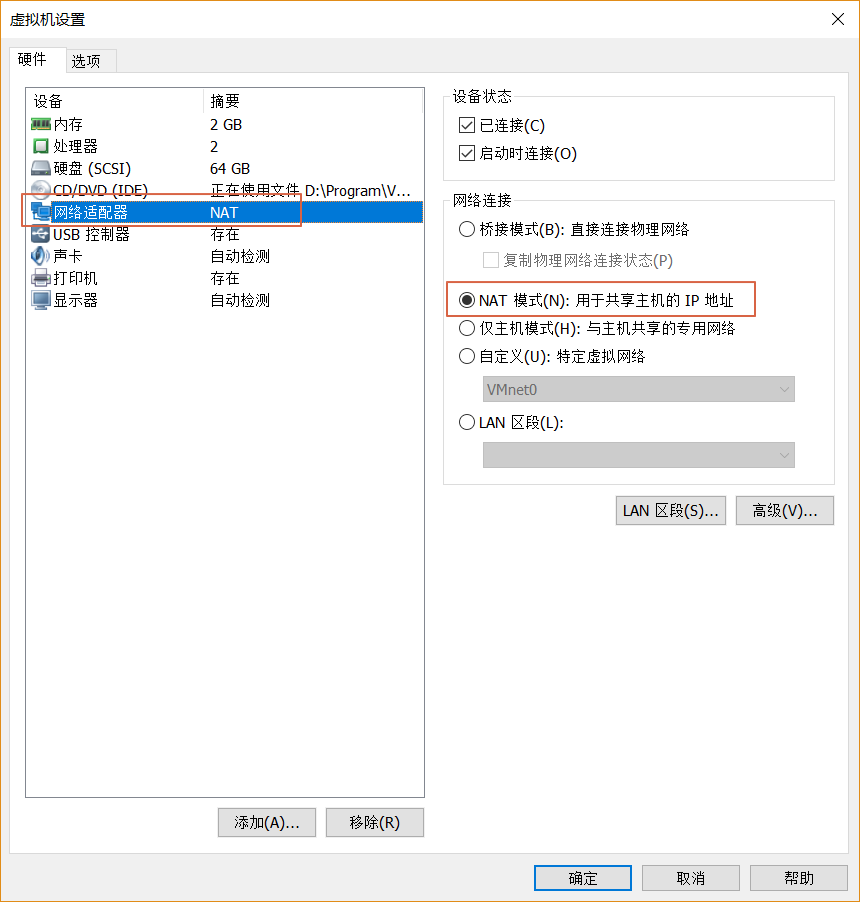 虚拟机设置
硬件 选项
设备 摘要
内存 2 GB
处理器 2
硬盘 (SCSI) 64 GB
CD/DVD (IDE) 正在使用文件 D:\Program\V...
网络适配器 NAT
USB 控制器 存在
声卡 自动检测
打印机 存在
显示器 自动检测
添加(A)... 移除(R)
设备状态
已连接(C)
启动时连接(O)
网络连接
桥接模式(B): 直接连接物理网络
复制物理网络连接状态(P)
NAT 模式(N): 用于共享主机的 IP 地址
仅主机模式(H): 与主机共享的专用网络
自定义(U): 特定虚拟网络
VMnet0
LAN 区段(L):
LAN 区段(S)... 高级(V)...
确定 取消 帮助